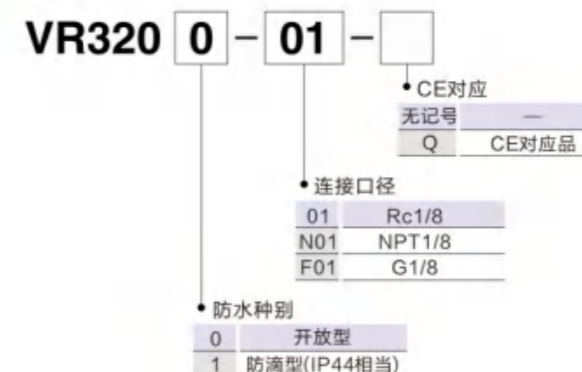 VR320 0 - 01 -
• CE对应
无记号 —
Q CE对应品
• 连接口径
01 Rc1/8
N01 NPT1/8
F01 G1/8
• 防水种别
0 开放型
1 防滴型(IP44相当)